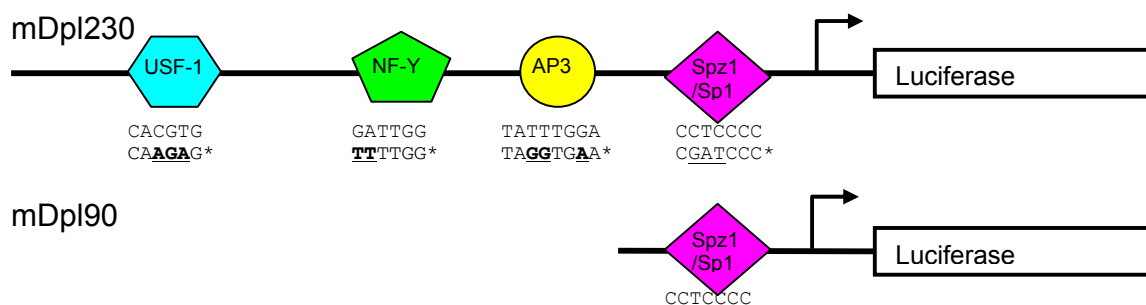 mDpl230
USF-1 NF-Y AP3 Spz1
/Sp1 Luciferase
CACGTG GATTGG TATTTGGA CCTCCCC
CAAGAG* TTTTGG* TAGGTGAA* CGATCCC*
mDpl90
Spz1
/Sp1 Luciferase
CCTCCCC